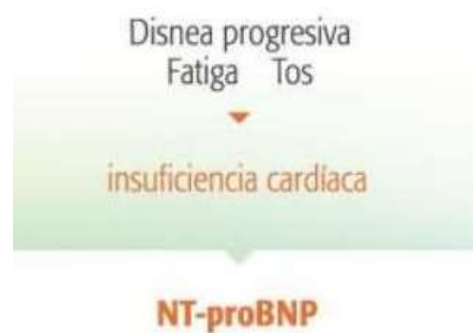 Disnea progresiva
Fatiga Tos
insuficiencia cardíaca
NT-proBNP